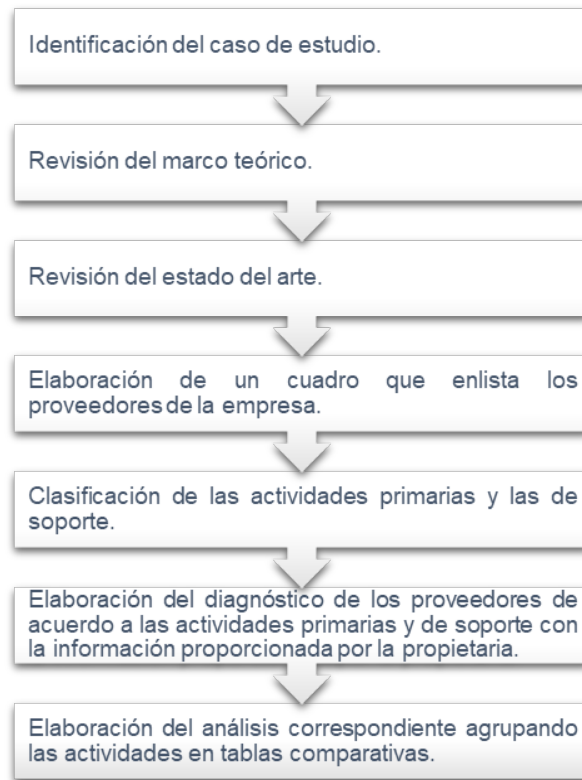 Identificación del caso de estudio.
Revisión del marco teórico.
Revisión del estado del arte.
Elaboración de un cuadro que enlista los
proveedores de la empresa.
Clasificación de las actividades primarias y las de
soporte.
Elaboración del diagnóstico de los proveedores de
acuerdo a las actividades primarias y de soporte con
la información proporcionada por la propietaria.
Elaboración del análisis correspondiente agrupando
las actividades en tablas comparativas.